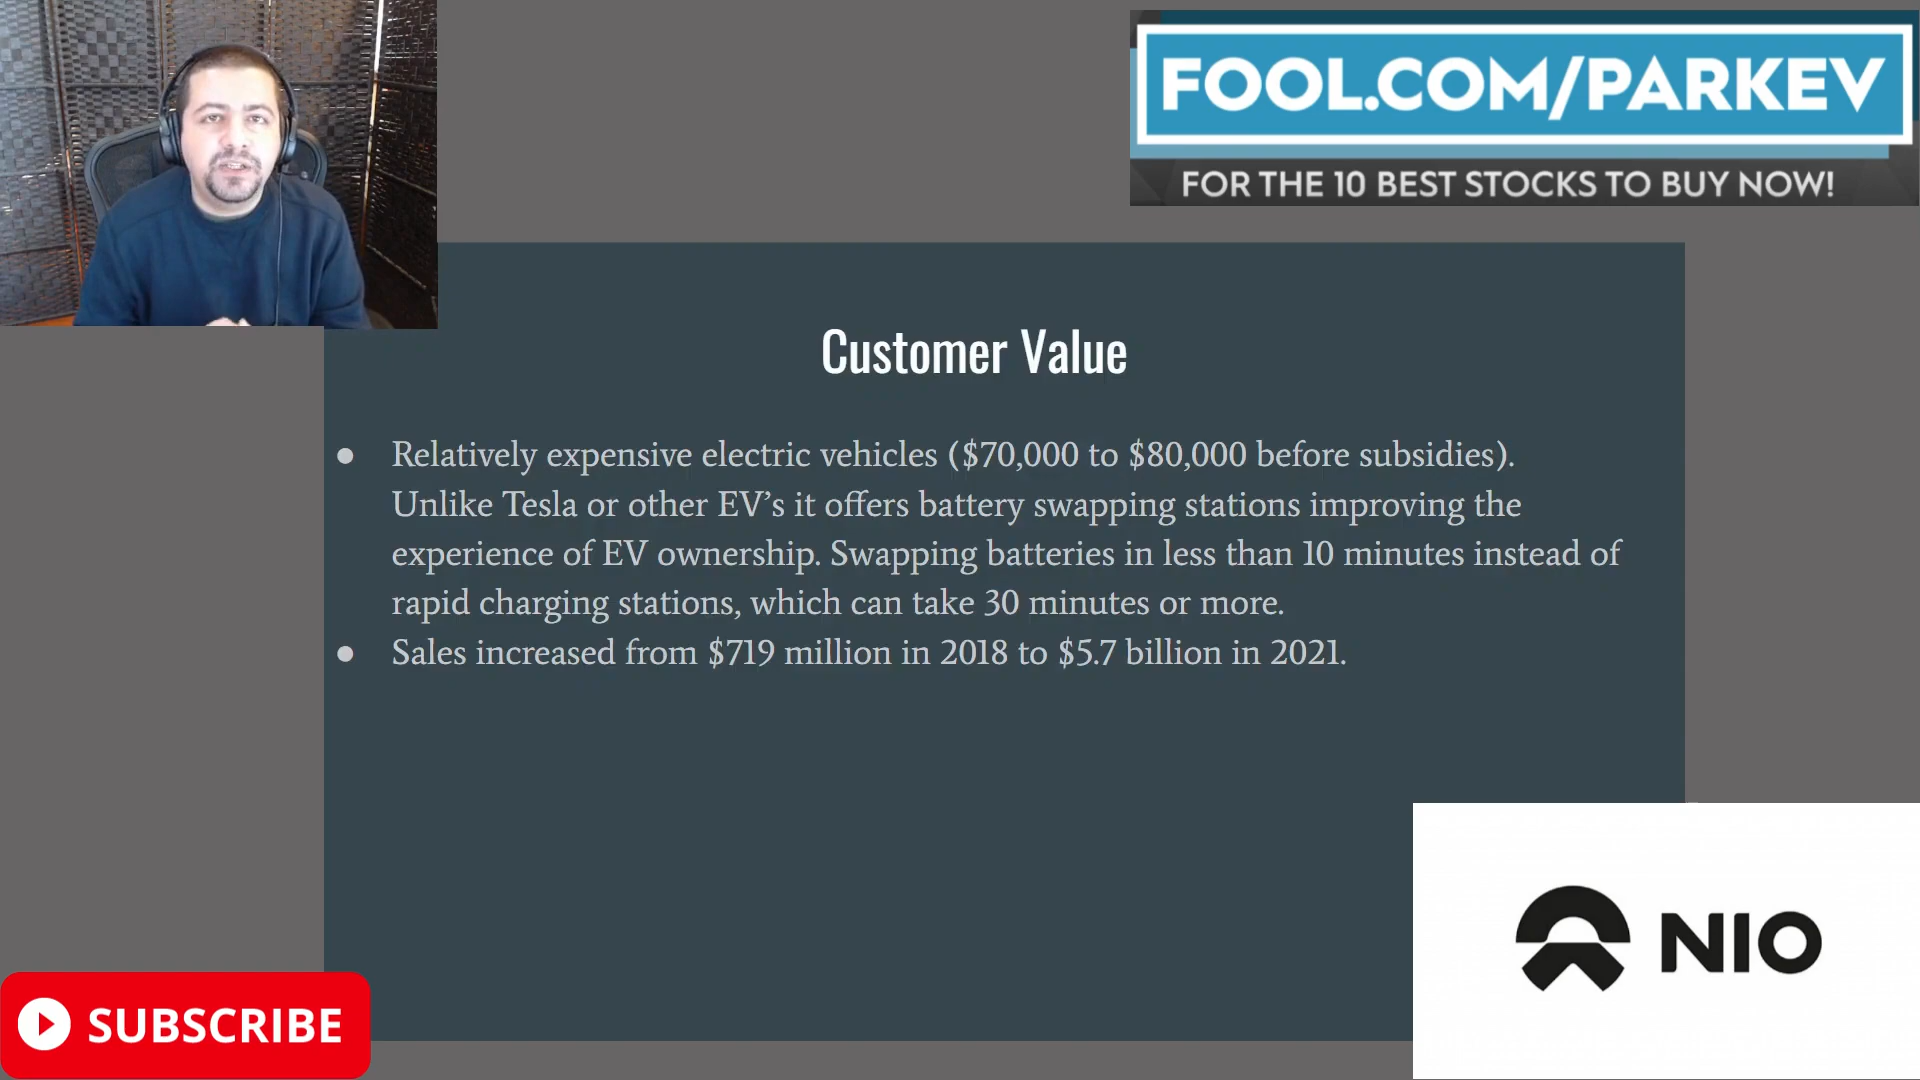 FOOL.COM/PARKEV
FOR THE 10 BEST STOCKS TO BUY NOW!
Customer Value
● Relatively expensive electric vehicles ($70,000 to $80,000 before subsidies).
Unlike Tesla or other EV’s it offers battery swapping stations improving the
experience of EV ownership. Swapping batteries in less than 10 minutes instead of
rapid charging stations, which can take 30 minutes or more.
● Sales increased from $719 million in 2018 to $5.7 billion in 2021.
NIO
SUBSCRIBE